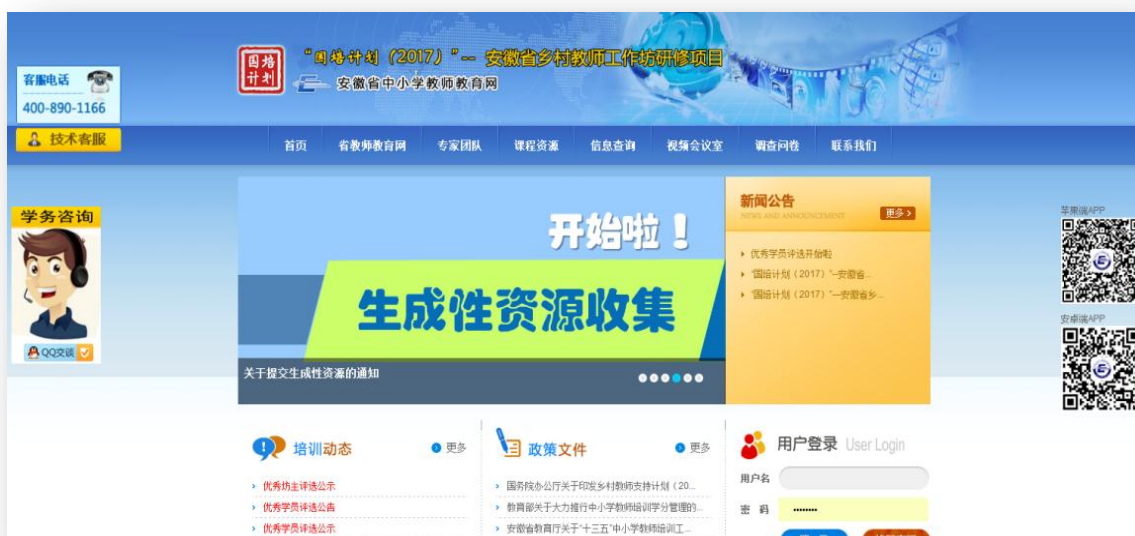 国培
计划
“国培计划（2017）”-- 安徽省乡村教师工作坊研修项目
安徽省中小学教师教育网
客服电话
400-890-1166
技术客服
首页 省教师教育网 专家团队 课程资源 信息查询 视频会议室 调查问卷 联系我们
学务咨询
QQ交谈
开始啦！
生成性资源收集
关于提交生成性资源的通知
新闻公告
NEWS AND ANNOUNCEMENT
更多>
优秀学员评选开始啦
“国培计划（2017）”--安徽省...
“国培计划（2017）”--安徽省乡...
苹果端APP
安卓端APP
培训动态 更多
优秀坊主评选公示
优秀学员评选公告
优秀学员评选公示
政策文件 更多
国务院办公厅关于印发乡村教师支持计划（20...
教育部关于大力推行中小学教师培训学分管理的...
安徽省教育厅关于“十三五”中小学教师培训工...
用户登录 User Login
用户名
密 码